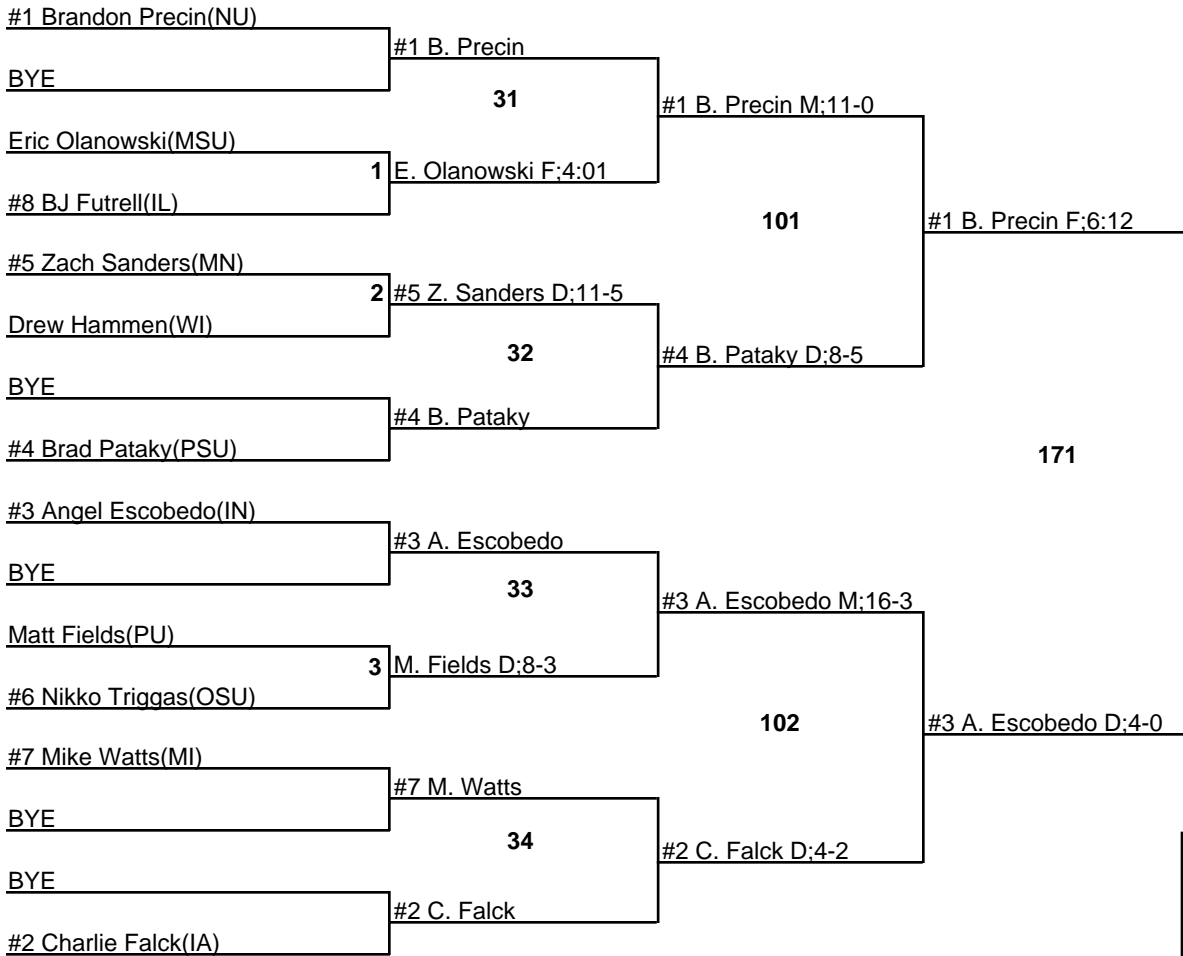 #1 Brandon Precin(NU)
#1 B. Precin
BYE
31
#1 B. Precin M;11-0
Eric Olanowski(MSU)
1 E. Olanowski F;4:01
#8 BJ Futrell(IL)
101
#1 B. Precin F;6:12
#5 Zach Sanders(MN)
2 #5 Z. Sanders D;11-5
Drew Hammen(WI)
32
#4 B. Pataky D;8-5
BYE
#4 B. Pataky
#4 Brad Pataky(PSU)
171
#3 Angel Escobedo(IN)
#3 A. Escobedo
BYE
33
#3 A. Escobedo M;16-3
Matt Fields(PU)
3 M. Fields D;8-3
#6 Nikko Triggas(OSU)
102
#3 A. Escobedo D;4-0
#7 Mike Watts(MI)
#7 M. Watts
BYE
34
#2 C. Falck D;4-2
BYE
#2 C. Falck
#2 Charlie Falck(IA)